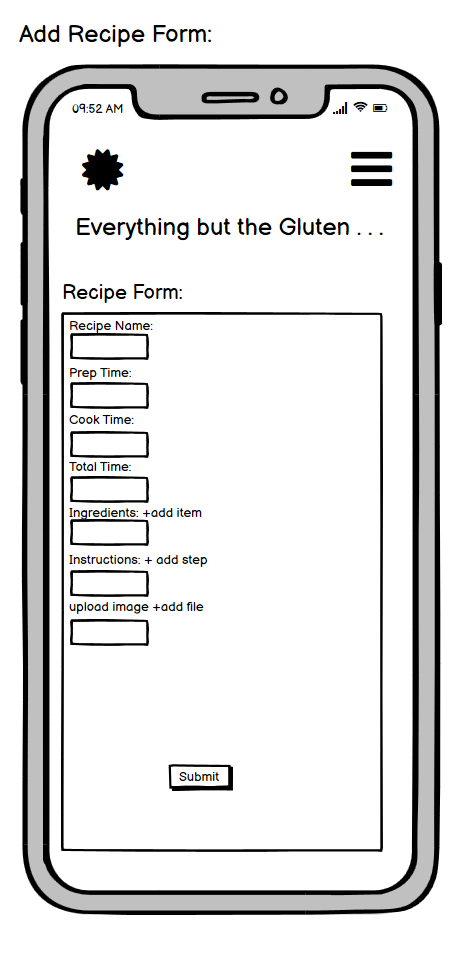 Add Recipe Form:
09:52 AM
Everything but the Gluten . . .
Recipe Form:
Recipe Name:
Prep Time:
Cook Time:
Total Time:
Ingredients: +add item
Instructions: + add step
upload image +add file
Submit